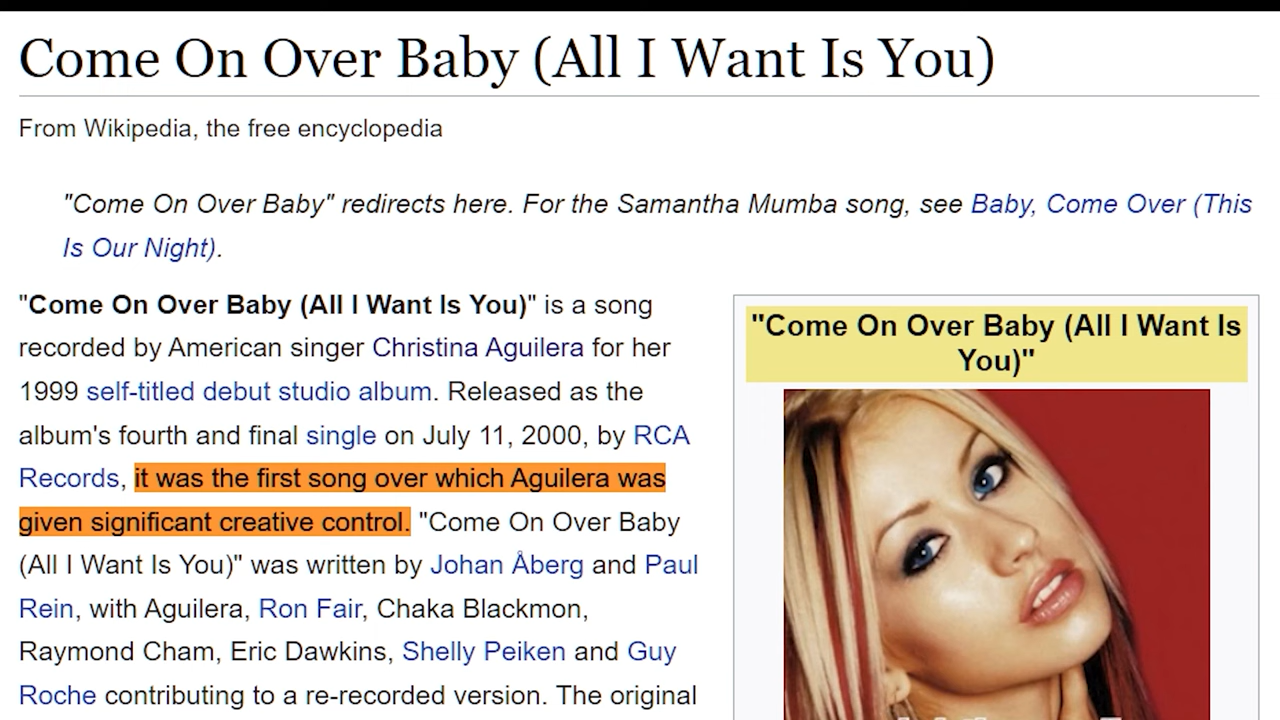 Come On Over Baby (All I Want Is You)
From Wikipedia, the free encyclopedia
"Come On Over Baby" redirects here. For the Samantha Mumba song, see Baby, Come Over (This
Is Our Night).
"Come On Over Baby (All I Want Is You)" is a song
recorded by American singer Christina Aguilera for her
1999 self-titled debut studio album. Released as the
album's fourth and final single on July 11, 2000, by RCA
Records, it was the first song over which Aguilera was
given significant creative control. "Come On Over Baby
(All I Want Is You)" was written by Johan Åberg and Paul
Rein, with Aguilera, Ron Fair, Chaka Blackmon,
Raymond Cham, Eric Dawkins, Shelly Peiken and Guy
Roche contributing to a re-recorded version. The original
"Come On Over Baby (All I Want Is
You)"